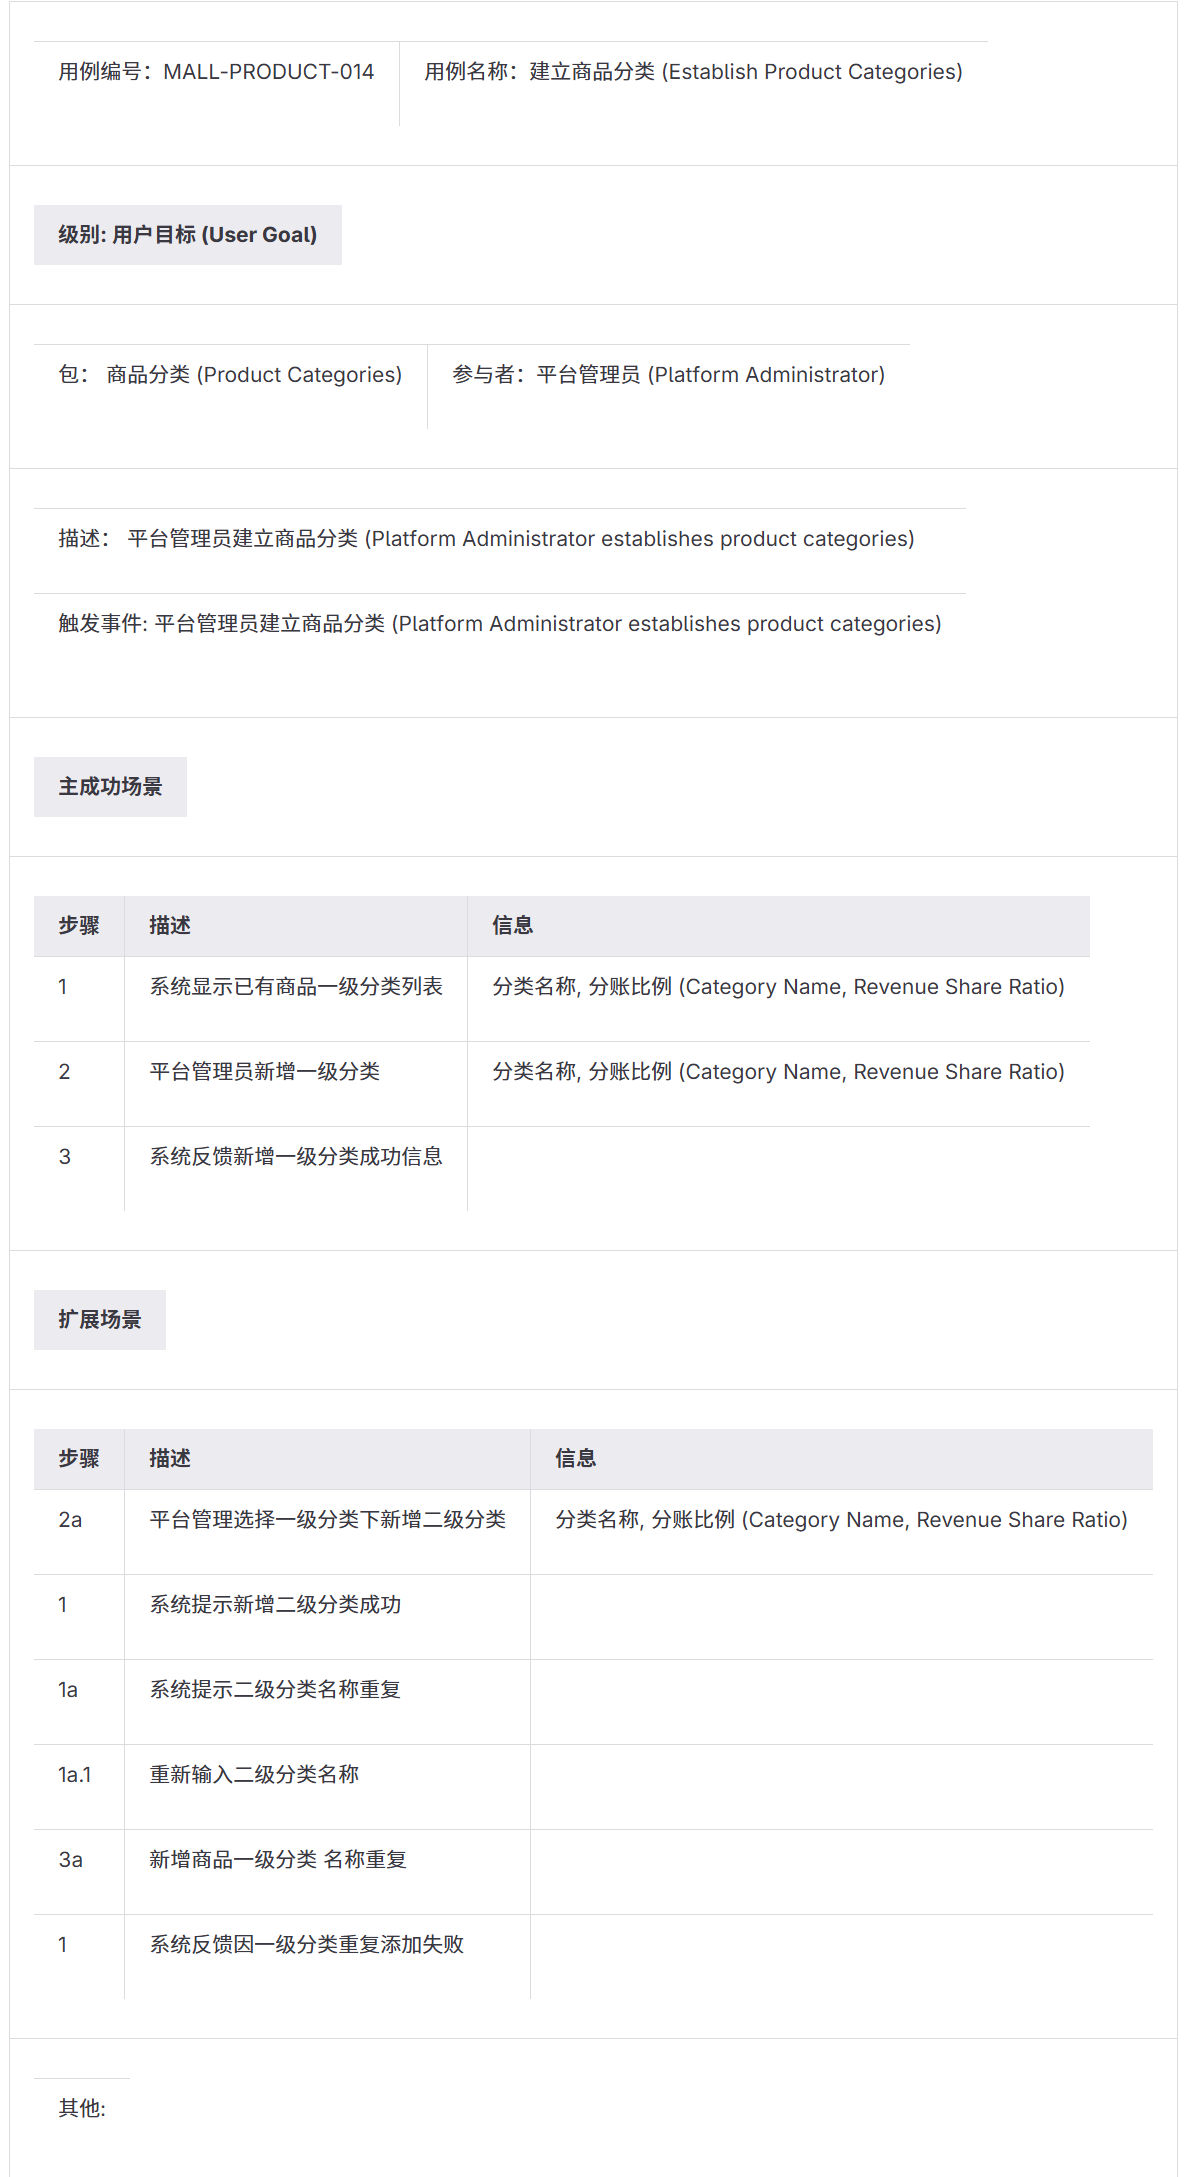 用例编号：MALL-PRODUCT-014 用例名称：建立商品分类 (Establish Product Categories)
级别: 用户目标 (User Goal)
包： 商品分类 (Product Categories) 参与者：平台管理员 (Platform Administrator)
描述： 平台管理员建立商品分类 (Platform Administrator establishes product categories)
触发事件: 平台管理员建立商品分类 (Platform Administrator establishes product categories)
主成功场景
步骤 描述 信息
1 系统显示已有商品一级分类列表 分类名称, 分账比例 (Category Name, Revenue Share Ratio)
2 平台管理员新增一级分类 分类名称, 分账比例 (Category Name, Revenue Share Ratio)
3 系统反馈新增一级分类成功信息
扩展场景
步骤 描述 信息
2a 平台管理选择一级分类下新增二级分类 分类名称, 分账比例 (Category Name, Revenue Share Ratio)
1 系统提示新增二级分类成功
1a 系统提示二级分类名称重复
1a.1 重新输入二级分类名称
3a 新增商品一级分类 名称重复
1 系统反馈因一级分类重复添加失败
其他: